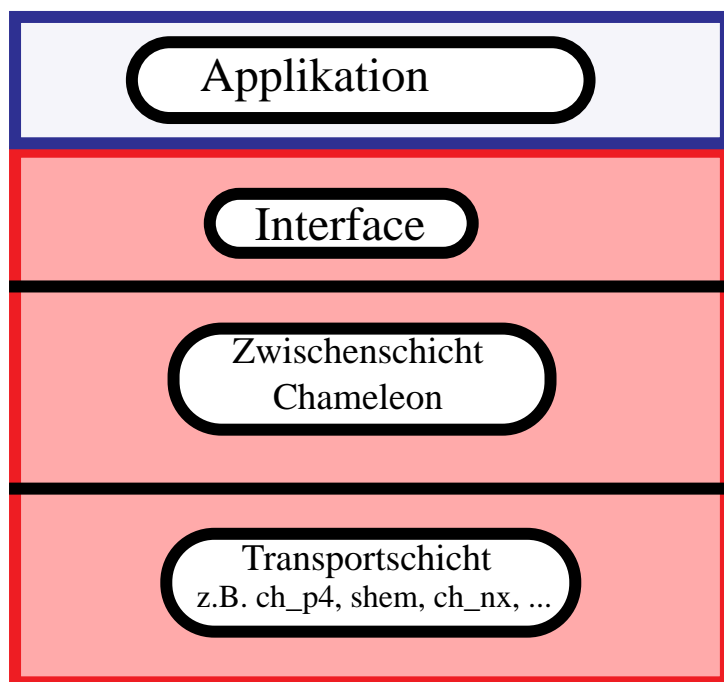 Applikation
Interface
Zwischenschicht
Chameleon
Transportschicht
z.B. ch_p4, shem, ch_nx, ...